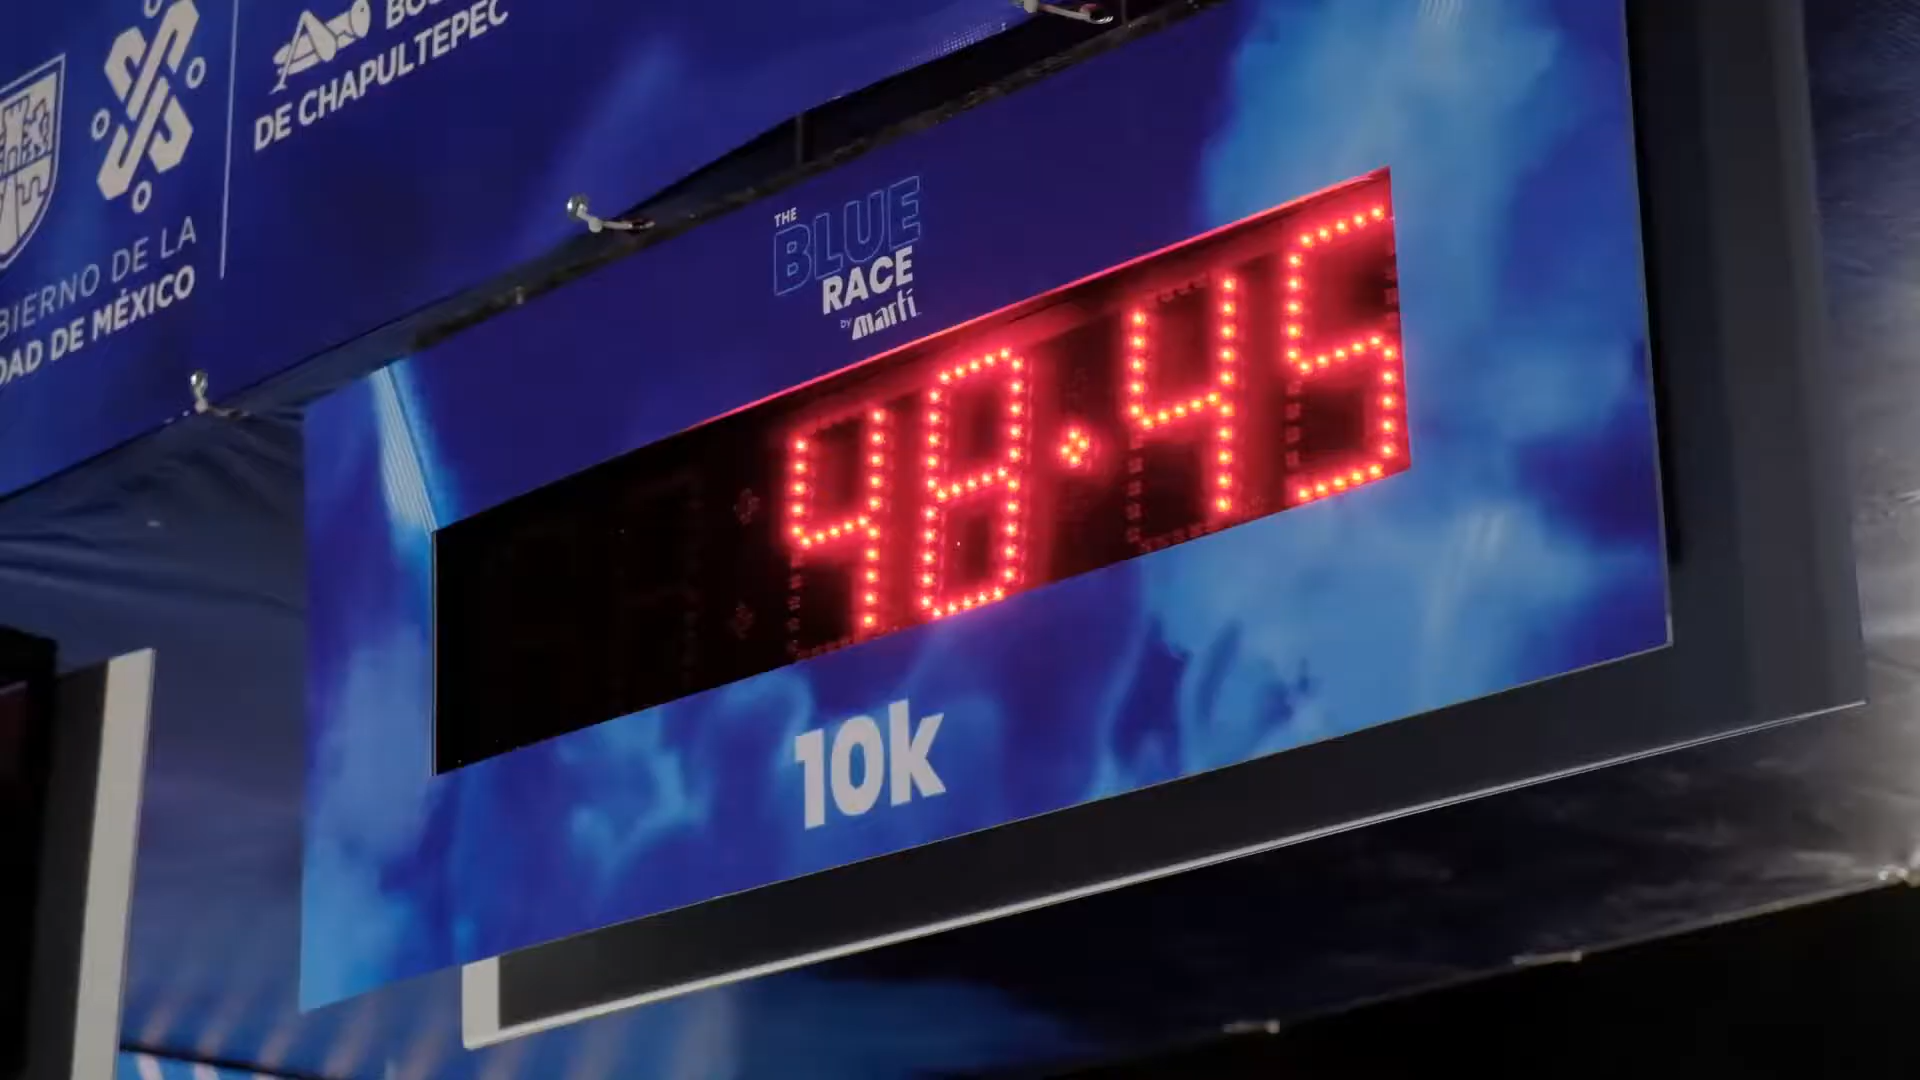 DE CHAPULTEPEC
BIERNO DE LA
DAD DE MÉXICO
THE
BLUE
RACE
by martí
48:45
10k